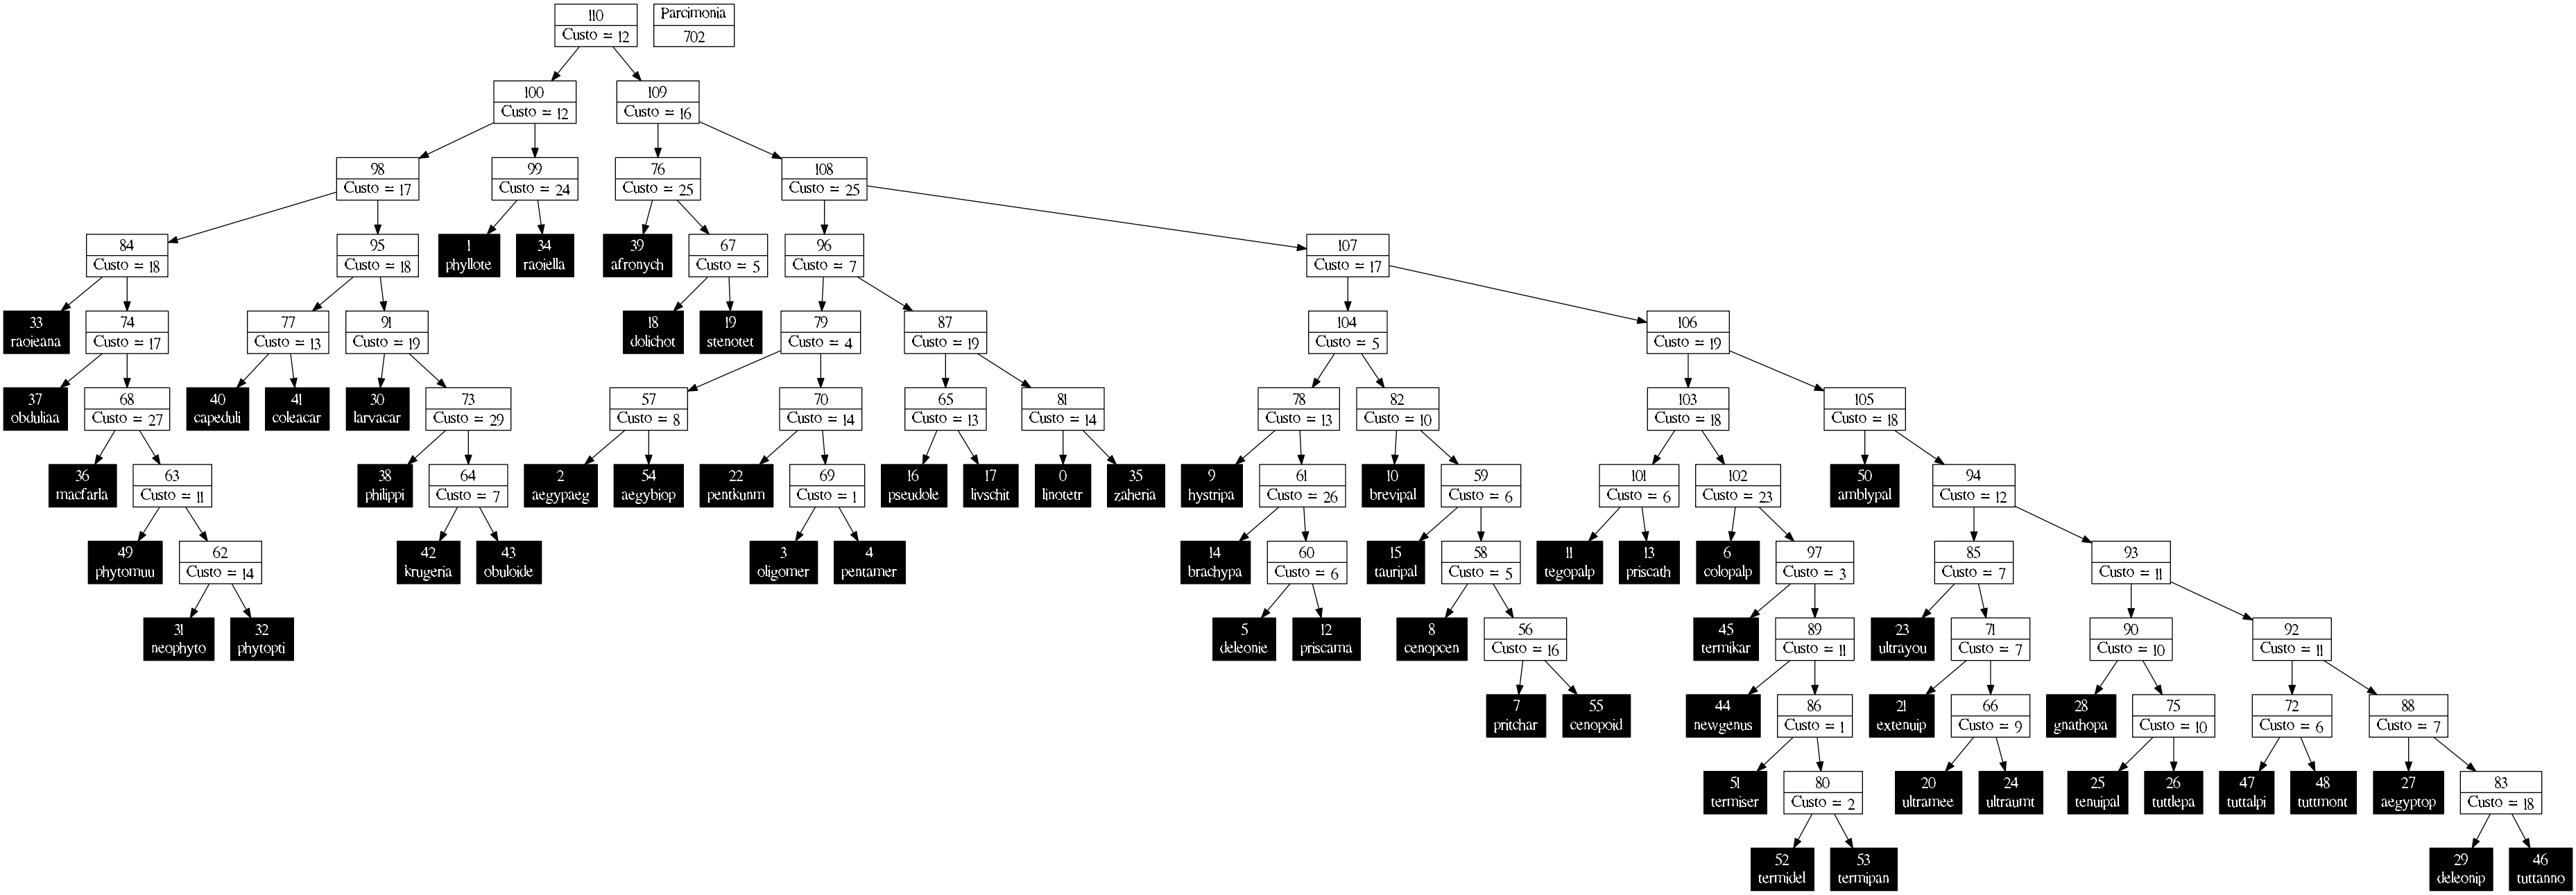 110
Custo = 12
Parcimonia
702
100
Custo = 12
109
Custo = 16
98
Custo = 17
99
Custo = 24
76
Custo = 25
108
Custo = 25
84
Custo = 18
95
Custo = 18
1
phyllote
34
raoiella
39
afronych
67
Custo = 5
96
Custo = 7
107
Custo = 17
33
raoieana
74
Custo = 17
77
Custo = 13
91
Custo = 19
18
dolichot
19
stenotet
79
Custo = 4
87
Custo = 19
104
Custo = 5
106
Custo = 19
37
obduliaa
68
Custo = 27
40
capeduli
41
coleacar
30
larvacar
73
Custo = 29
57
Custo = 8
70
Custo = 14
65
Custo = 13
81
Custo = 14
78
Custo = 13
82
Custo = 10
103
Custo = 18
105
Custo = 18
36
macfarla
63
Custo = 11
38
philippi
64
Custo = 7
2
aegypaeg
54
aegybiop
22
pentkunm
69
Custo = 1
16
pseudole
17
livschit
0
linotetr
35
zaheria
9
hystripa
61
Custo = 26
10
brevipal
59
Custo = 6
101
Custo = 6
102
Custo = 23
50
amblypal
94
Custo = 12
49
phytomuu
62
Custo = 14
42
krugeria
43
obuloide
3
oligomer
4
pentamer
14
brachypa
60
Custo = 6
15
tauripal
58
Custo = 5
11
tegopalp
13
priscath
6
colopalp
97
Custo = 3
85
Custo = 7
93
Custo = 11
31
neophyto
32
phytopti
5
deleonie
12
priscama
8
cenopcen
56
Custo = 16
45
termikar
89
Custo = 11
23
ultrayou
71
Custo = 7
90
Custo = 10
92
Custo = 11
7
pritchar
55
cenopoid
44
newgenus
86
Custo = 1
21
extenuip
66
Custo = 9
28
gnathopa
75
Custo = 10
72
Custo = 6
88
Custo = 7
51
termiser
80
Custo = 2
20
ultramee
24
ultraumt
25
tenuipal
26
tuttlepa
47
tuttalpi
48
tuttmont
27
aegyptop
83
Custo = 18
52
termidel
53
termipan
29
deleonip
46
tuttanno